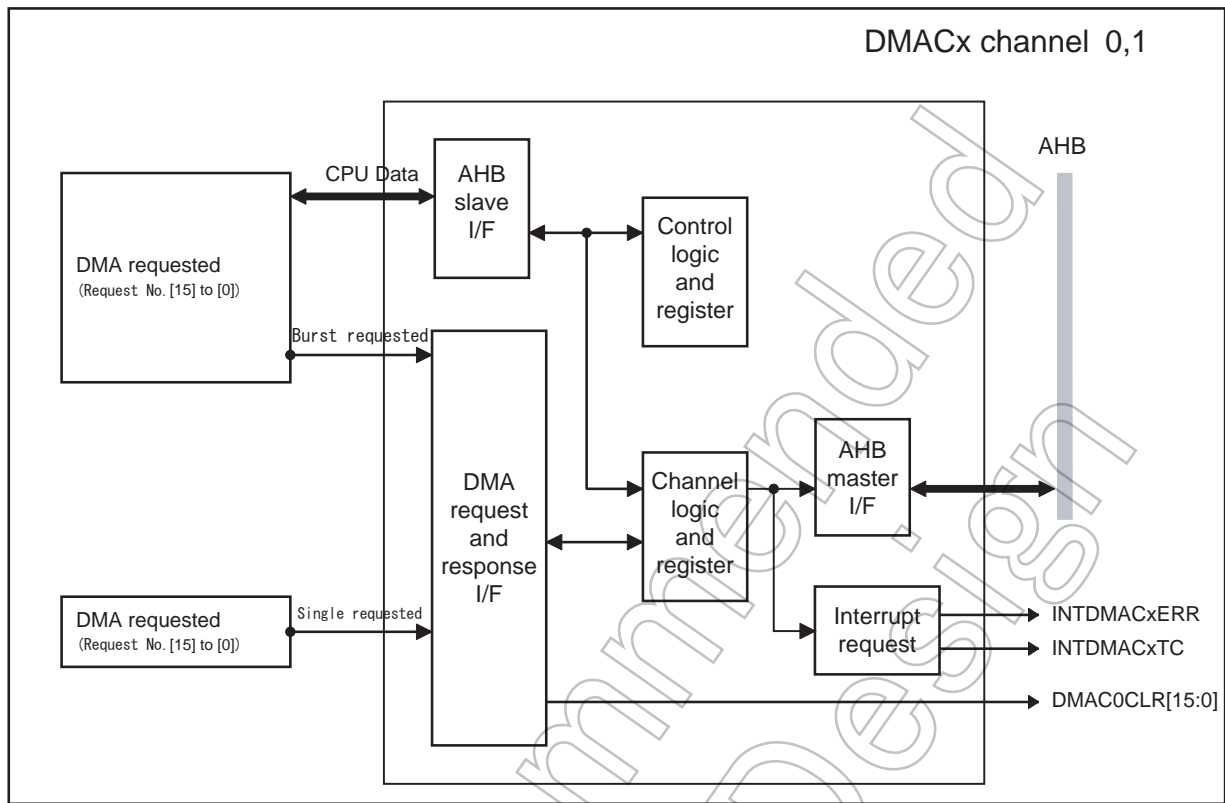 DMACx channel 0,1
AHB
CPU Data
AHB
slave
I/F
Control
logic
and
register
DMA requested
(Request No. [15] to [0])
Burst requested
DMA
request
and
response
I/F
Channel
logic
and
register
AHB
master
I/F
DMA requested
(Request No. [15] to [0])
Single requested
Interrupt
request
INTDMACxERR
INTDMACxTC
DMAC0CLR[15:0]
mmended
Design